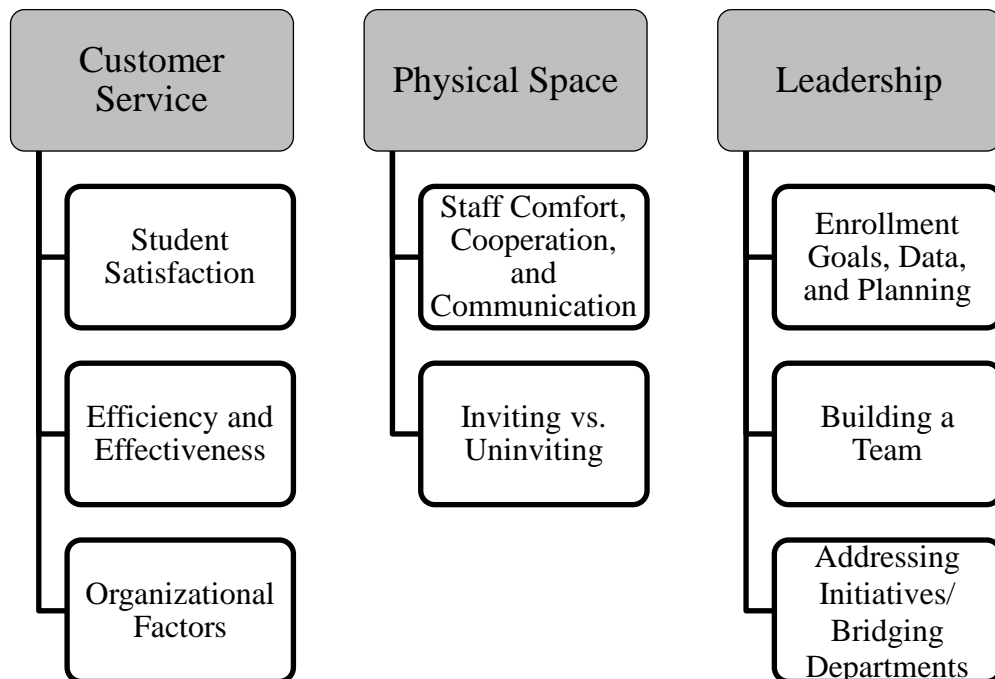 Customer
Service
Student
Satisfaction
Efficiency and
Effectiveness
Organizational
Factors
Physical Space
Staff Comfort,
Cooperation,
and
Communication
Inviting vs.
Uninviting
Leadership
Enrollment
Goals, Data,
and Planning
Building a
Team
Addressing
Initiatives/
Bridging
Departments